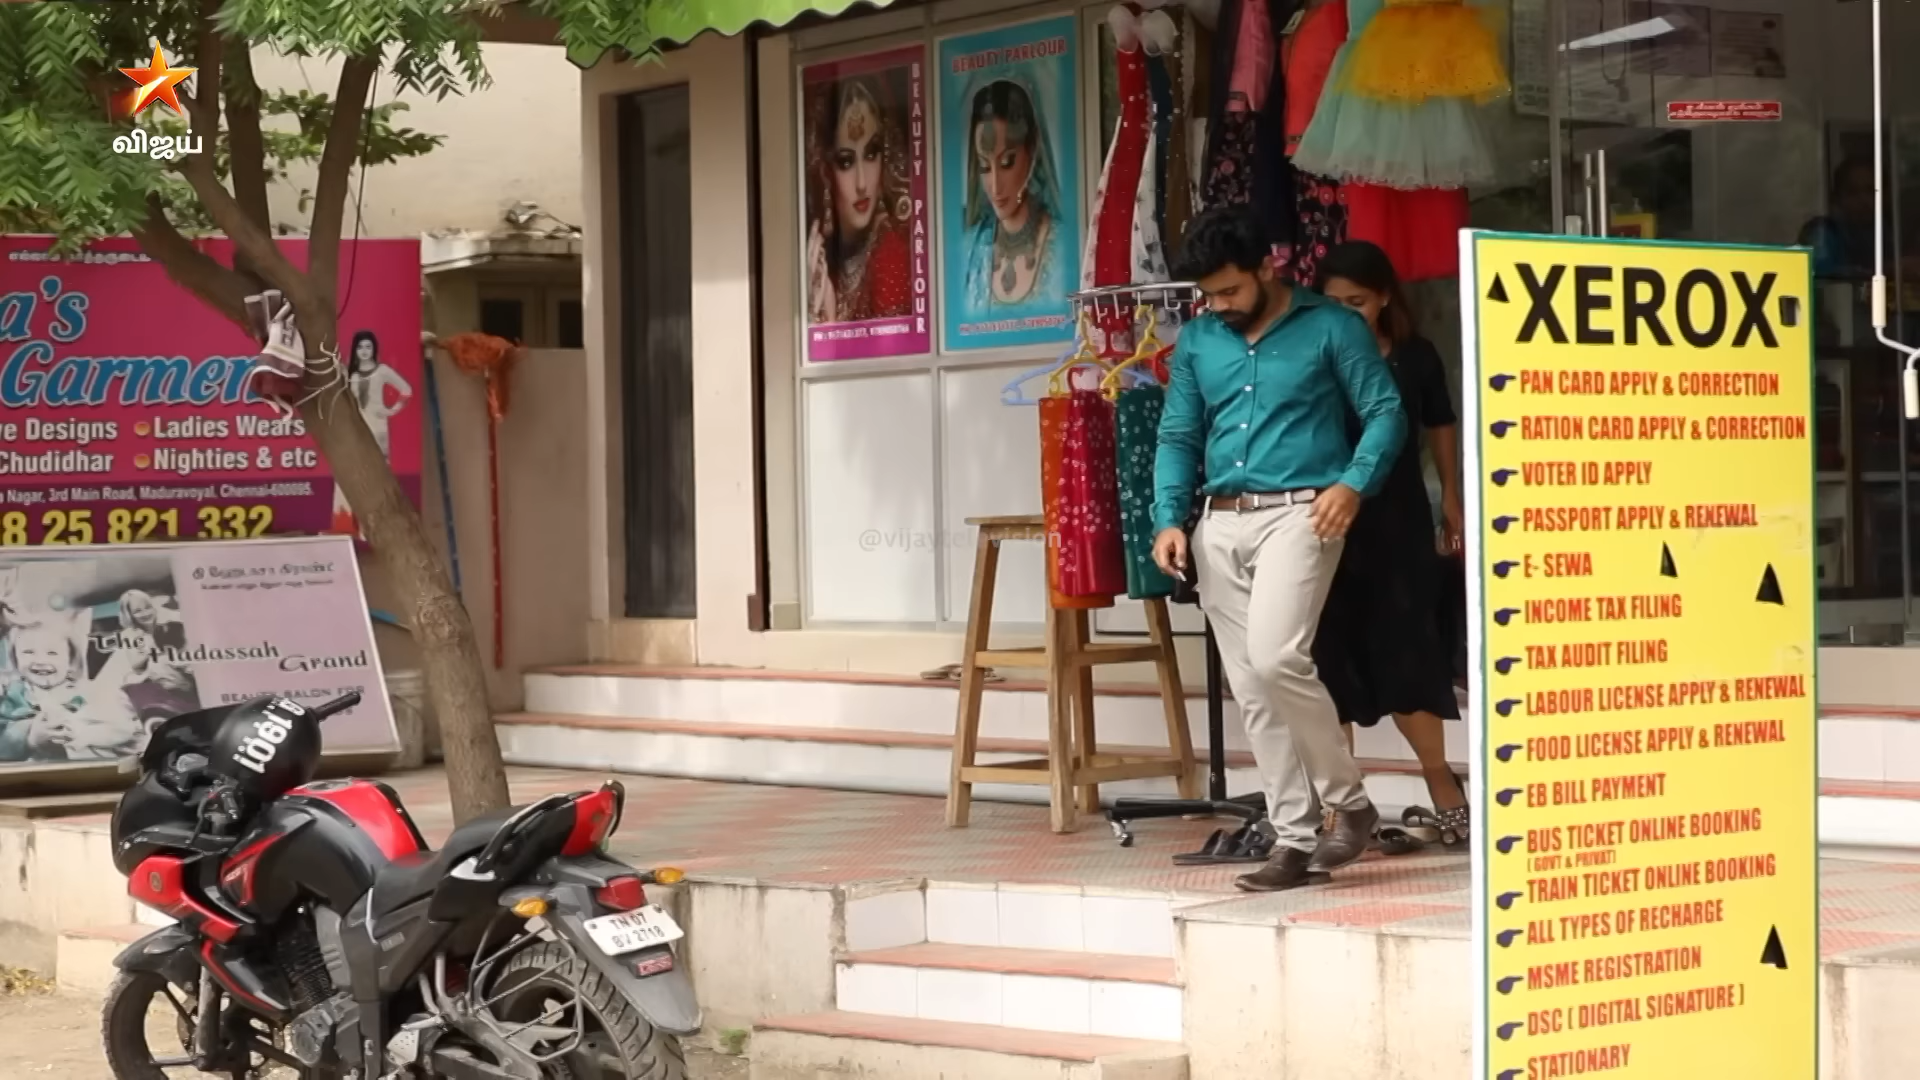 விஜய்
a's
Garmen
ve Designs Ladies Wears
Chudidhar Nighties & etc
Nagar, 3rd Main Road, Maduravoyal, Chennai-600095.
8 25 821 332
The Hadassah Grand
BEAUTY SALON FOR
1901
TN 07
BV 2718
BEAUTY PARLOUR
BEAUTY PARLOUR
@vijaytelevision
XEROX
PAN CARD APPLY & CORRECTION
RATION CARD APPLY & CORRECTION
VOTER ID APPLY
PASSPORT APPLY & RENEWAL
E- SEWA
INCOME TAX FILING
TAX AUDIT FILING
LABOUR LICENSE APPLY & RENEWAL
FOOD LICENSE APPLY & RENEWAL
EB BILL PAYMENT
BUS TICKET ONLINE BOOKING
( GOVT & PRIVAT)
TRAIN TICKET ONLINE BOOKING
ALL TYPES OF RECHARGE
MSME REGISTRATION
DSC ( DIGITAL SIGNATURE )
STATIONARY